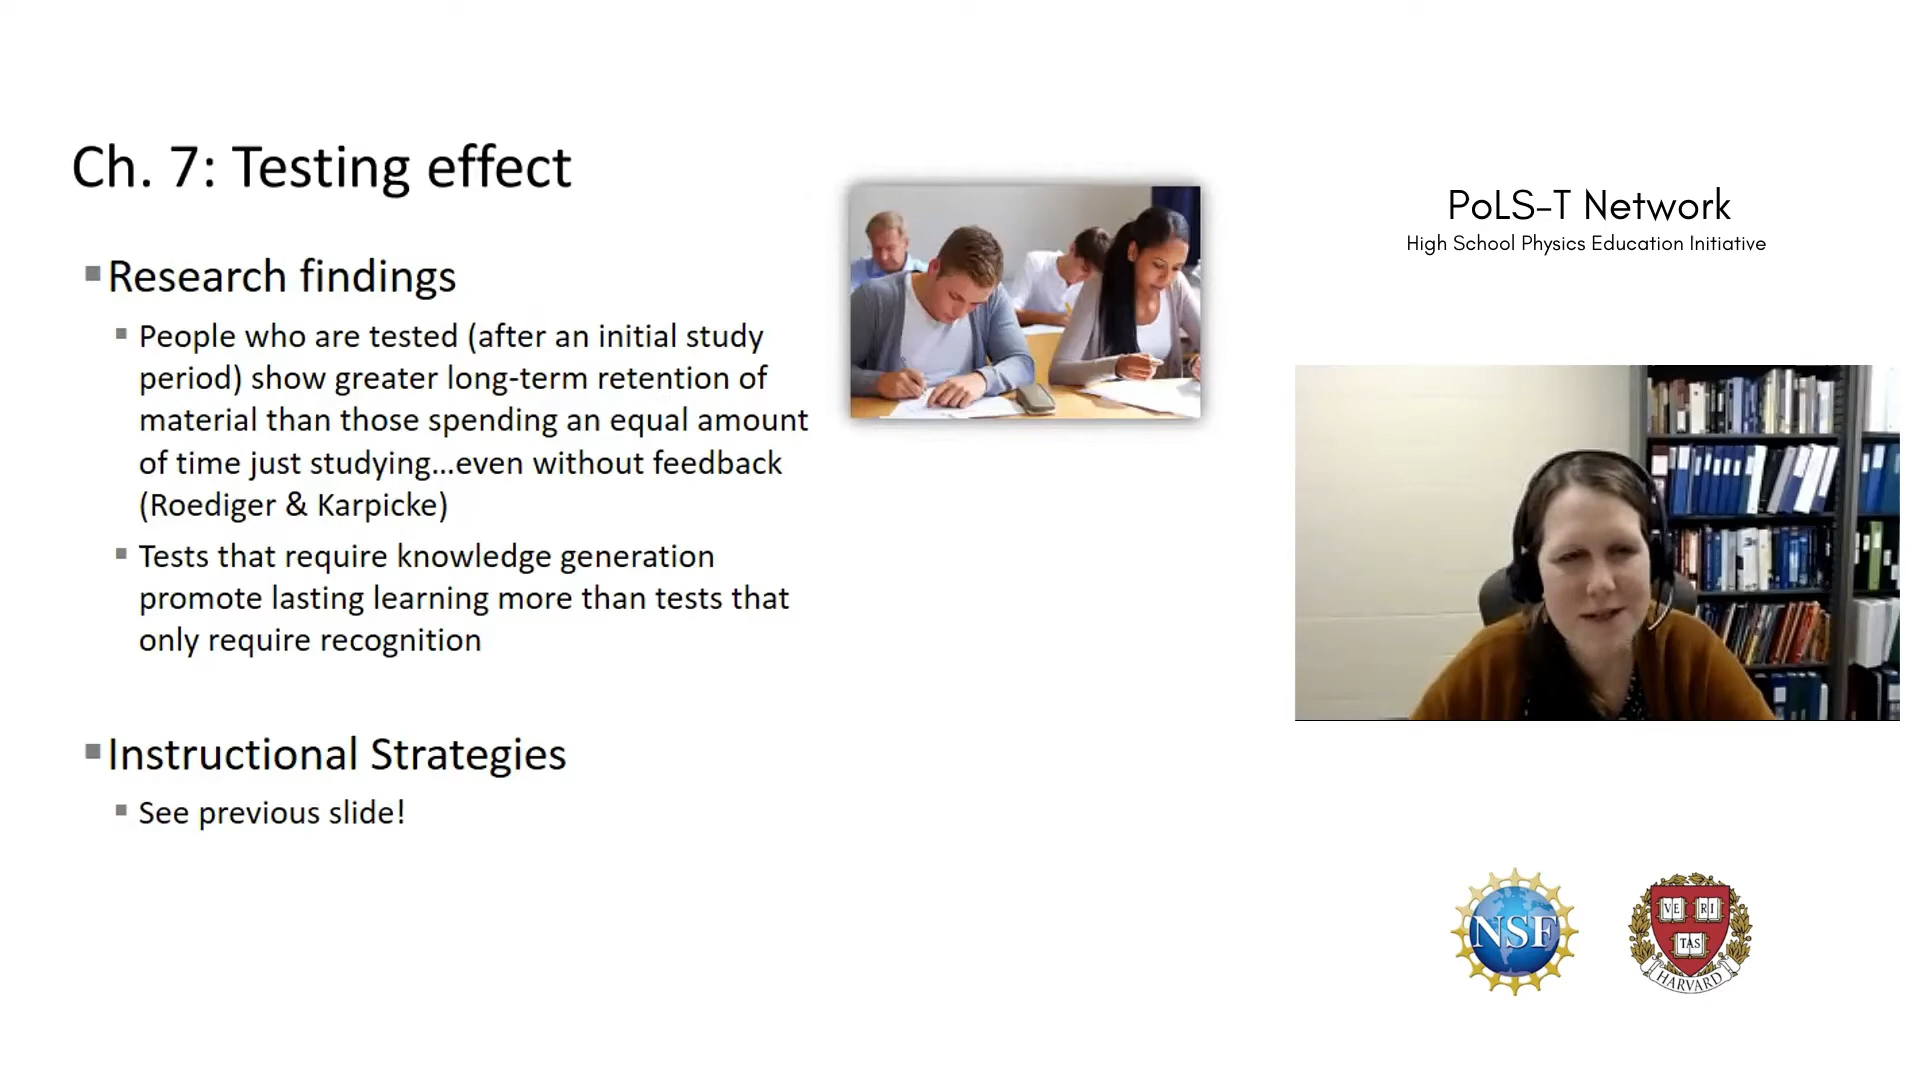 Ch. 7: Testing effect
▪Research findings
▪ People who are tested (after an initial study
period) show greater long-term retention of
material than those spending an equal amount
of time just studying...even without feedback
(Roediger & Karpicke)
▪ Tests that require knowledge generation
promote lasting learning more than tests that
only require recognition
▪Instructional Strategies
▪ See previous slide!
PoLS-T Network
High School Physics Education Initiative
NSF
VE RI
TAS
HARVARD